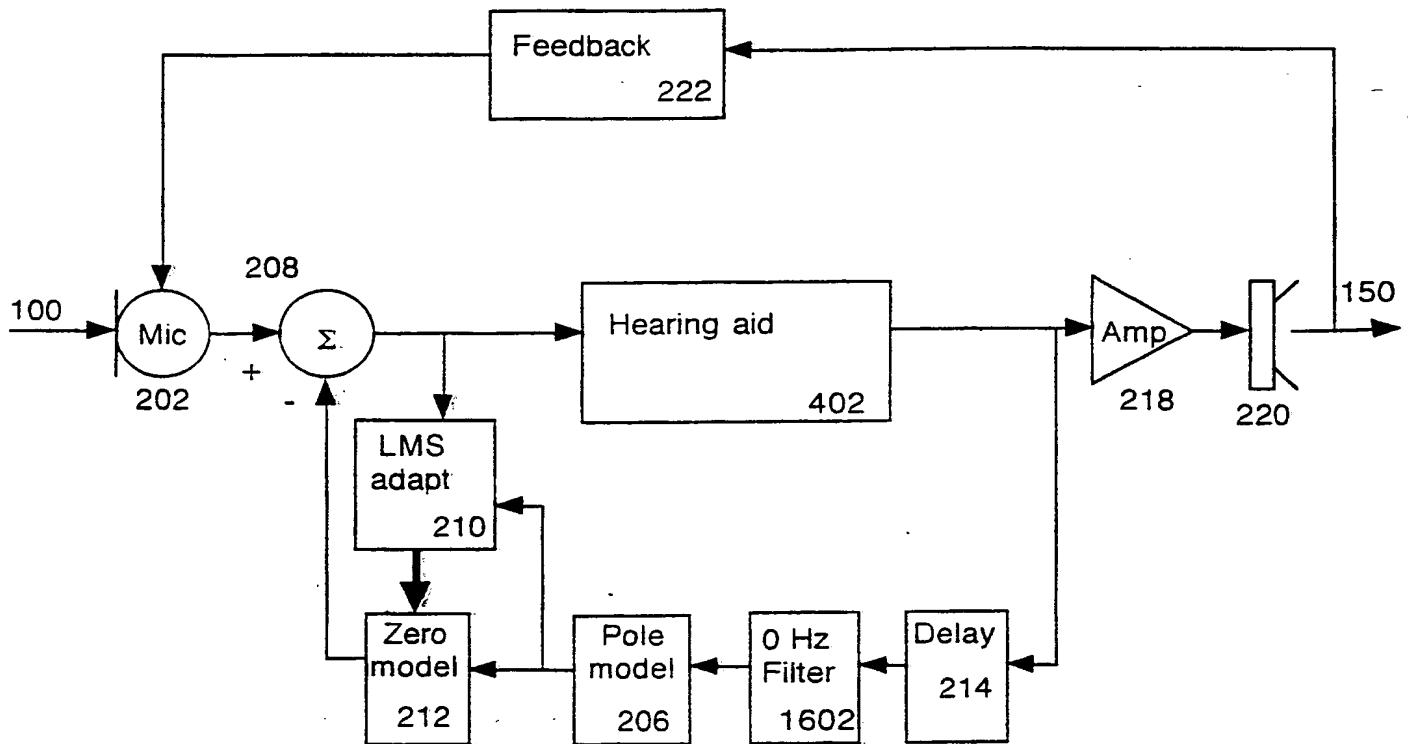 Feedback
222
208
100
Mic
Σ
Hearing aid
Amp
150
+
202
-
402
218
220
LMS
adapt
210
Zero
model
212
Pole
model
206
0 Hz
Filter
1602
Delay
214